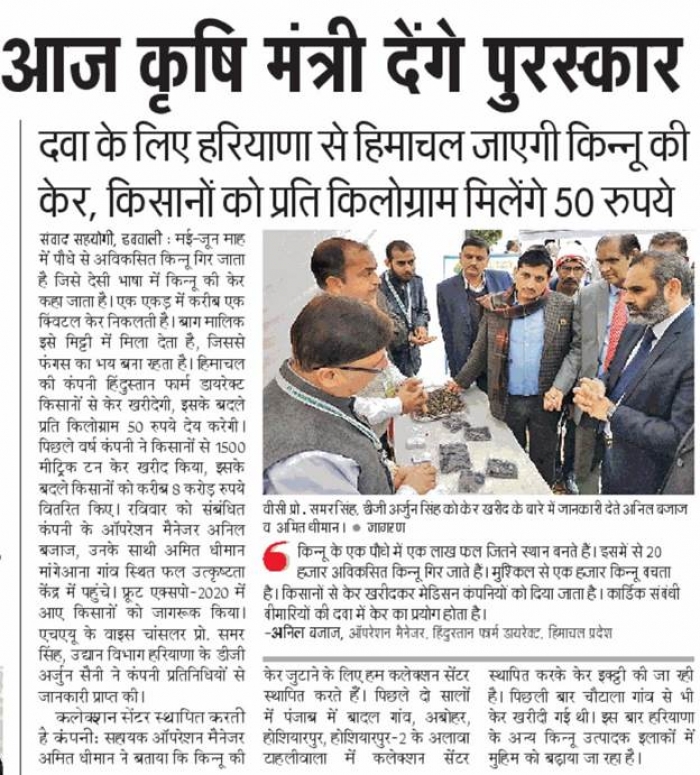 आज कृषि मंत्री देंगे पुरस्कार
दवा के लिए हरियाणा से हिमाचल जाएगी किन्नू की
केर, किसानों को प्रति किलोग्राम मिलेंगे 50 रुपये
संवाद सहयोगी, डबवाली : मई-जून माह
में पौधे से अविकसित किन्नू गिर जाता
है जिसे देसी भाषा में किन्नू की केर
कहा जाता है। एक एकड़ में करीब एक
क्विंटल केर निकलती है। बाग मालिक
इसे मिट्टी में मिला देता है, जिससे
फंगस का भय बना रहता है। हिमाचल
की कंपनी हिंदुस्तान फार्म डायरेक्ट
किसानों से केर खरीदेगी, इसके बदले
प्रति किलोग्राम 50 रुपये देय करेगी।
पिछले वर्ष कंपनी ने किसानों से 1500
मीट्रिक टन केर खरीद किया, इसके
बदले किसानों को करीब 8 करोड़ रुपये
वितरित किए। रविवार को संबंधित
कंपनी के ऑपरेशन मैनेजर अनिल
बजाज, उनके साथी अमित धीमान
मांगेआना गांव स्थित फल उत्कृष्टता
केंद्र में पहुंचे। फ्रूट एक्सपो-2020 में
आए किसानों को जागरूक किया।
एचएयू के वाइस चांसलर प्रो. समर
सिंह, उद्यान विभाग हरियाणा के डीजी
अर्जुन सैनी ने कंपनी प्रतिनिधियों से
जानकारी प्राप्त की।
कलेक्शन सेंटर स्थापित करती
है कंपनी: सहायक ऑपरेशन मैनेजर
अमित धीमान ने बताया कि किन्नू की
वीसी प्रो. समर सिंह, डीजी अर्जुन सिंह को केर खरीद के बारे में जानकारी देते अनिल बजाज
व अमित धीमान। ● जागरण
किन्नू के एक पौधे में एक लाख फल जितने स्थान बनते हैं। इसमें से 20
हजार अविकसित किन्नू गिर जाते हैं। मुश्किल से एक हजार किन्नू बचता
है। किसानों से केर खरीदकर मेडिसन कंपनियों को दिया जाता है। कार्डिक संबंधी
बीमारियों की दवा में केर का प्रयोग होता है।
-अनिल बजाज, ऑपरेशन मैनेजर, हिंदुस्तान फार्म डायरेक्ट, हिमाचल प्रदेश
केर जुटाने के लिए हम कलेक्शन सेंटर
स्थापित करते हैं। पिछले दो सालों
में पंजाब में बादल गांव, अबोहर,
होशियारपुर, होशियारपुर-2 के अलावा
टाहलीवाला में कलेक्शन सेंटर
स्थापित करके केर इक्ट्ठी की जा रही
है। पिछली बार चौटाला गांव से भी
केर खरीदी गई थी। इस बार हरियाणा
के अन्य किन्नू उत्पादक इलाकों में
मुहिम को बढ़ाया जा रहा है।